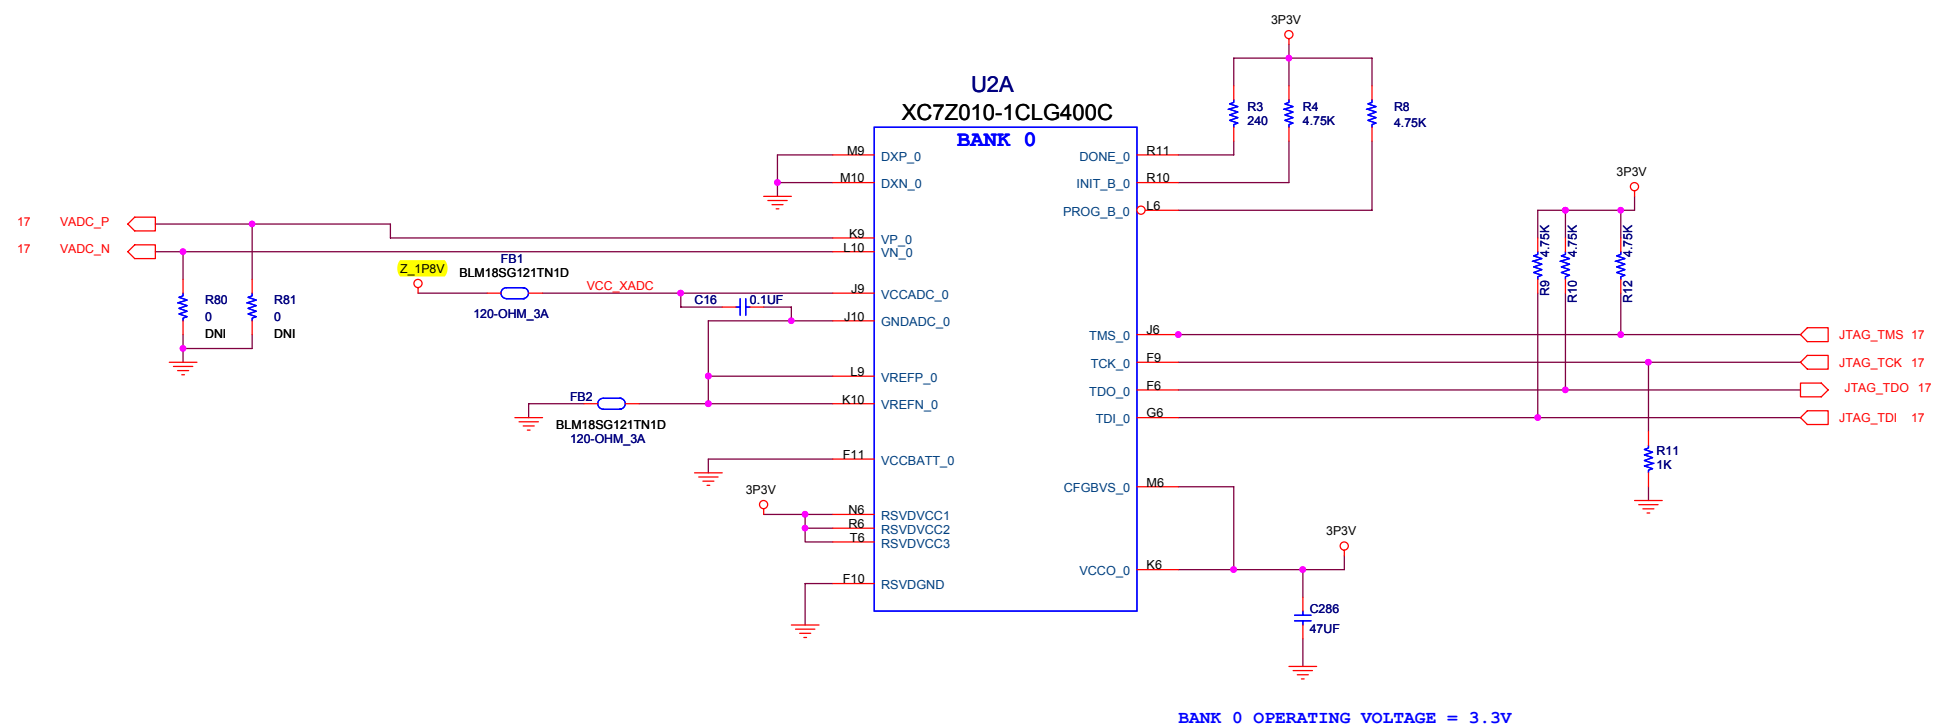 3P3V
U2A
XC7Z010-1CLG400C
BANK 0
R3
240
R4
4.75K
R8
4.75K
M9 DXP_0
M10 DXN_0
DONE_0 R11
INIT_B_0 R10
PROG_B_0 L6
3P3V
17 VADC_P
17 VADC_N
K9 VP_0
L10 VN_0
R80
0
DNI
R81
0
DNI
Z_1P8V
FB1
BLM18SG121TN1D
120-OHM_3A
VCC_XADC
C16 0.1UF
J9 VCCADC_0
J10 GNDADC_0
L9 VREFP_0
K10 VREFN_0
FB2
BLM18SG121TN1D
120-OHM_3A
R9 4.75K
R10 4.75K
R12 4.75K
TMS_0 J6
JTAG_TMS 17
TCK_0 F9
JTAG_TCK 17
TDO_0 F6
JTAG_TDO 17
TDI_0 G6
JTAG_TDI 17
R11
1K
F11 VCCBATT_0
3P3V
N6 RSVDVCC1
R6 RSVDVCC2
T6 RSVDVCC3
F10 RSVDGND
CFGBVS_0 M6
3P3V
VCCO_0 K6
C286
47UF
BANK 0 OPERATING VOLTAGE = 3.3V